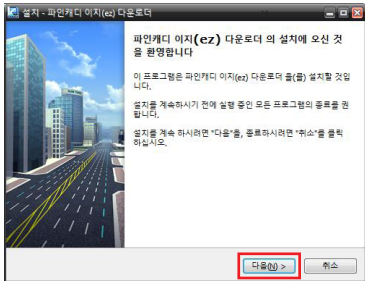 설치 - 파인캐디 이지(ez) 다운로더
파인캐디 이지(ez) 다운로더 의 설치에 오신 것
을 환영합니다
이 프로그램은 파인캐디 이지(ez) 다운로더 을(를) 설치할 것입
니다.
설치를 계속하시기 전에 실행 중인 모든 프로그램의 종료를 권
합니다.
설치를 계속 하시려면 "다음"을, 종료하시려면 "취소"를 클릭
하십시오.
다음(N) >
취소